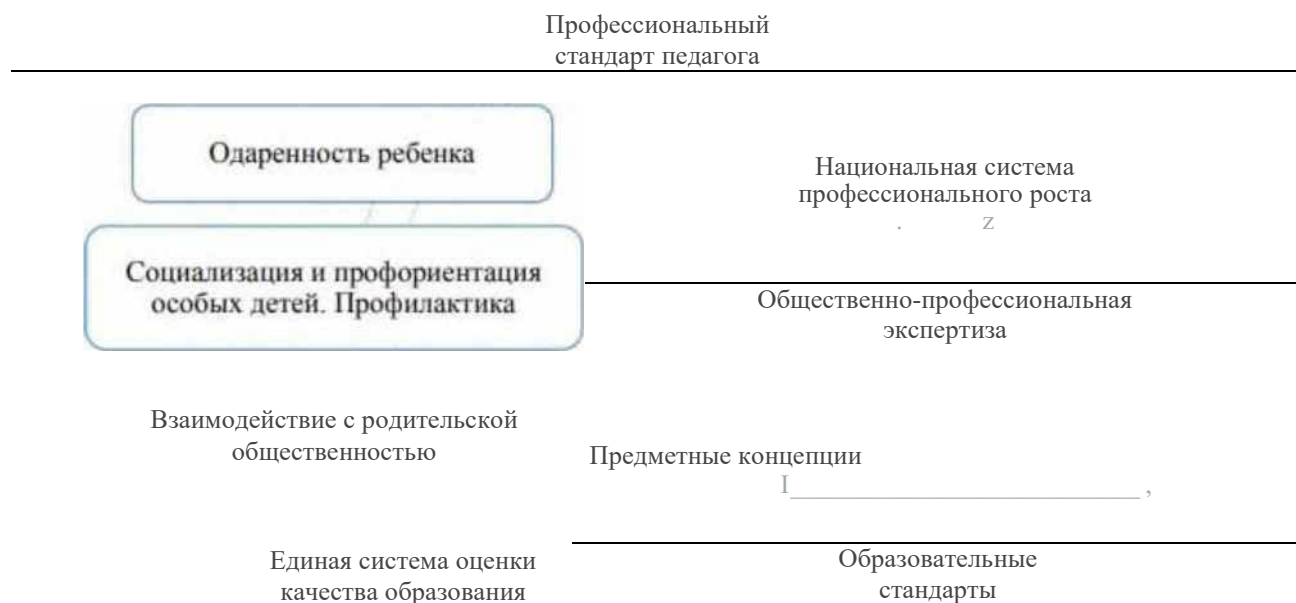 Профессиональный
стандарт педагога
Одаренность ребенка
Национальная система
профессионального роста
. z
Социализация и профориентация
особых детей. Профилактика
Общественно-профессиональная
экспертиза
Взаимодействие с родительской
общественностью
Предметные концепции
I_________________________ ,
Единая система оценки
качества образования
Образовательные
стандарты